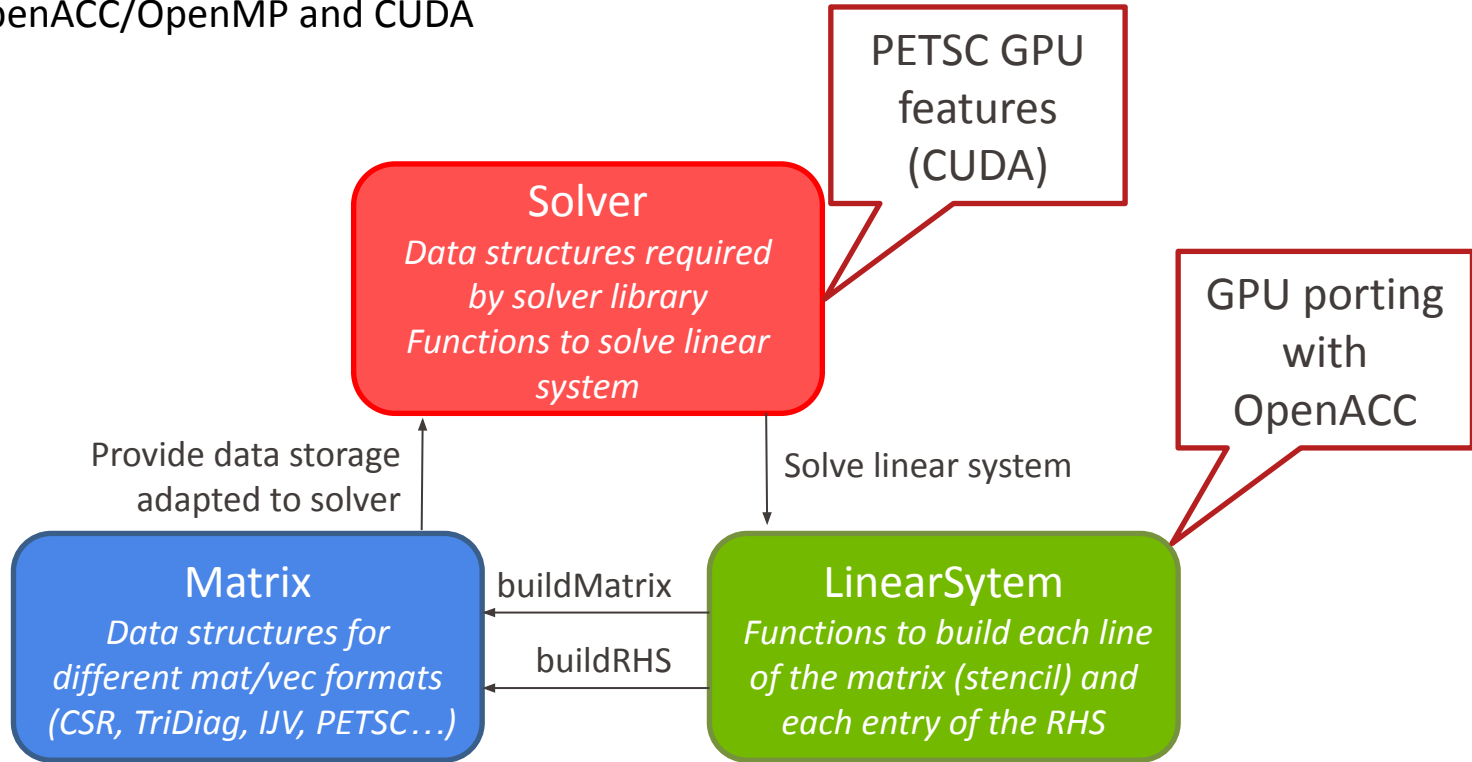 penACC/OpenMP and CUDA
PETSC GPU
features
(CUDA)
Solver
Data structures required
by solver library
Functions to solve linear
system
GPU porting
with
OpenACC
Provide data storage
adapted to solver
Solve linear system
Matrix
Data structures for
different mat/vec formats
(CSR, TriDiag, IJV, PETSC…)
buildMatrix
buildRHS
LinearSytem
Functions to build each line
of the matrix (stencil) and
each entry of the RHS